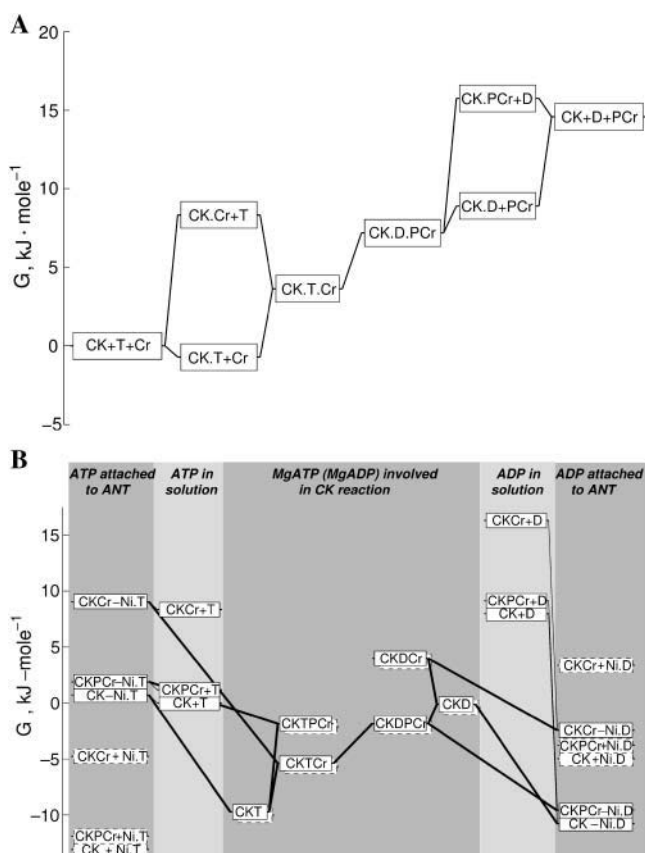 A
20
15
10
5
0
−5
G, kJ · mole⁻¹
CK.PCr+D
CK+D+PCr
CK.D+PCr
CK.Cr+T
CK.D.PCr
CK.T.Cr
CK+T+Cr
CK.T+Cr
B
ATP attached
to ANT
ATP in
solution
MgATP (MgADP) involved
in CK reaction
ADP in
solution
ADP attached
to ANT
15
10
5
0
−5
−10
G, kJ −mole⁻¹
CKCr−Ni.T
CKPCr−Ni.T
CK−Ni.T
CKCr+Ni.T
CKPCr+Ni.T
CK +Ni.T
CKCr+T
CKPCr+T
CK+T
CKTPCr
CKTCr
CKT
CKDCr
CKD
CKDPCr
CKCr+D
CKPCr+D
CK+D
CKCr+Ni.D
CKCr−Ni.D
CKPCr+Ni.D
CK+Ni.D
CKPCr−Ni.D
CK−Ni.D